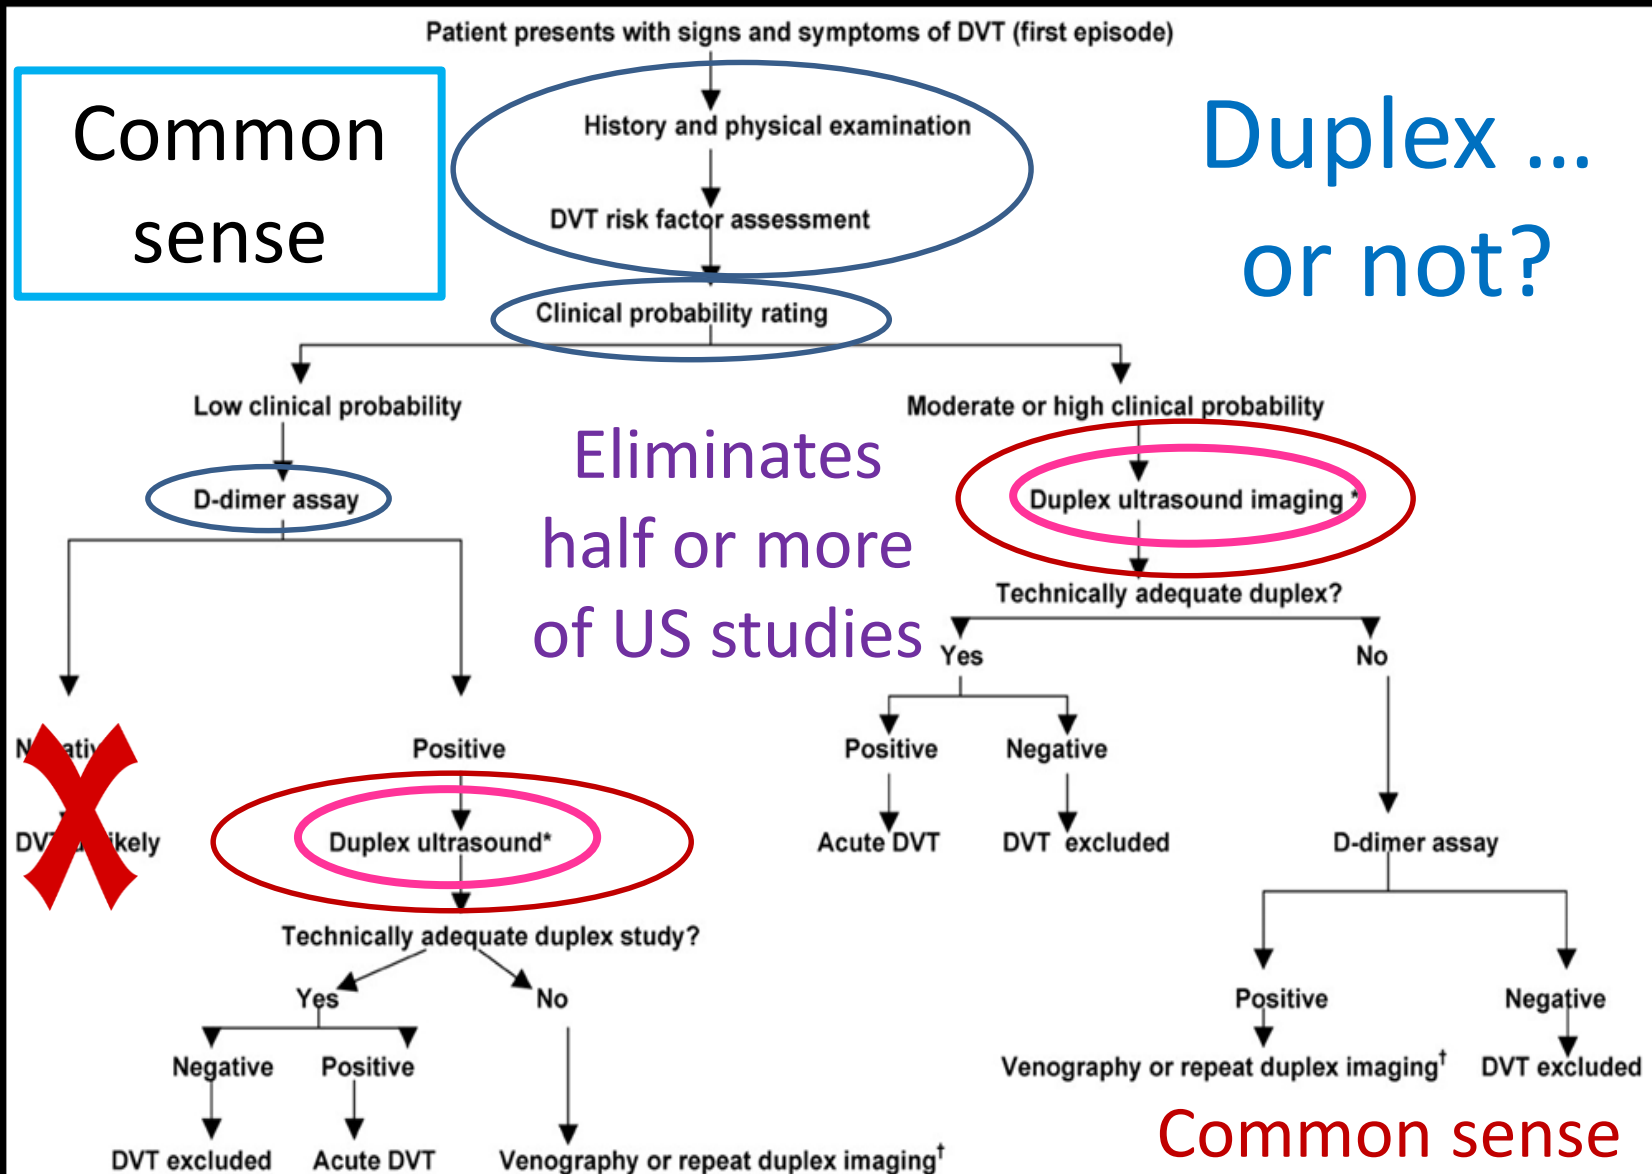 Patient presents with signs and symptoms of DVT (first episode)
Common
sense
History and physical examination
DVT risk factor assessment
Clinical probability rating
Duplex ...
or not?
Low clinical probability
Moderate or high clinical probability
Eliminates
half or more
of US studies
D-dimer assay
Duplex ultrasound imaging *
Technically adequate duplex?
Yes
No
Positive
Positive
Negative
Duplex ultrasound*
Acute DVT
DVT excluded
D-dimer assay
DVT
Technically adequate duplex study?
Yes
No
Positive
Negative
Negative
Positive
Venography or repeat duplex imaging†
DVT excluded
DVT excluded
Acute DVT
Venography or repeat duplex imaging†
Common sense